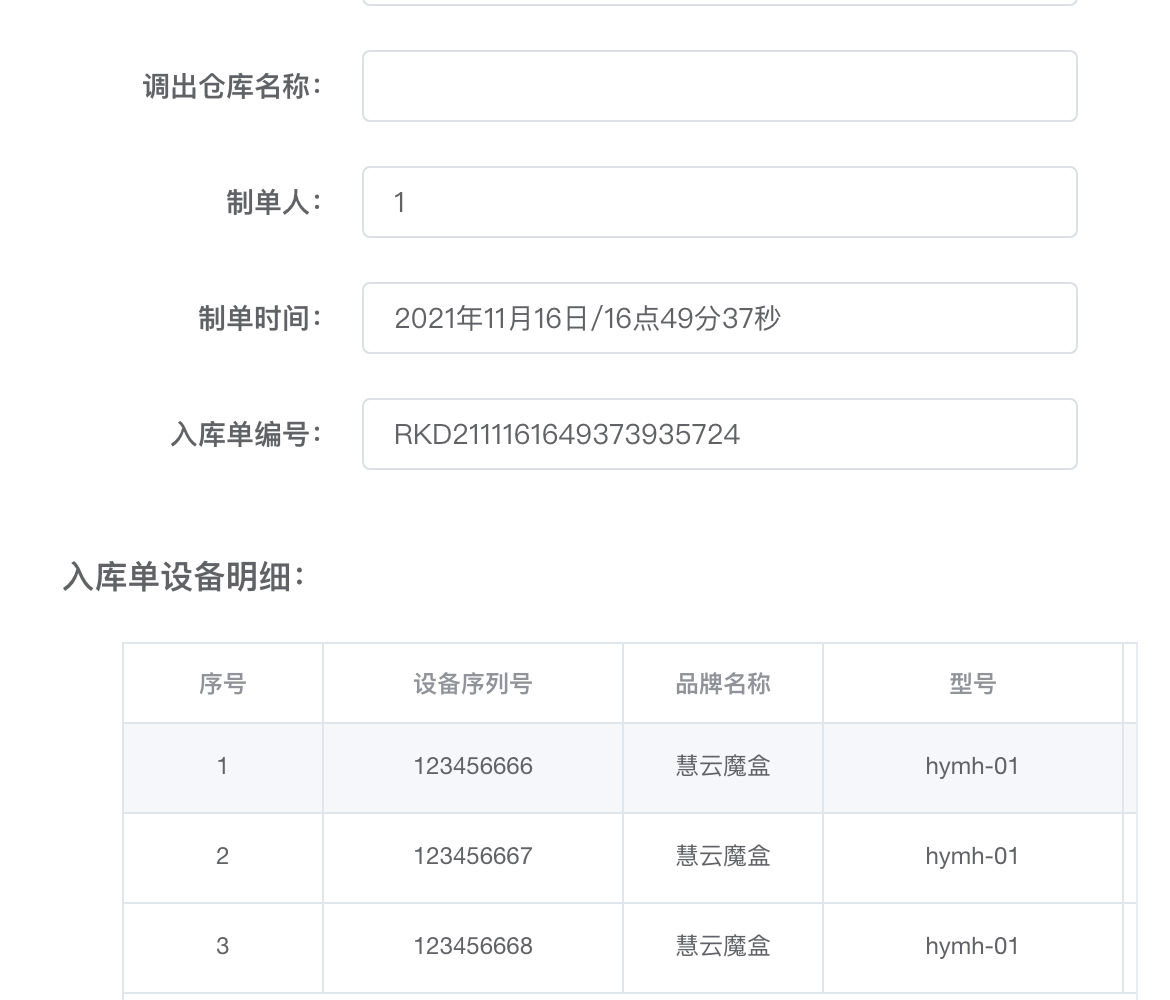 调出仓库名称：
制单人： 1
制单时间： 2021年11月16日/16点49分37秒
入库单编号： RKD2111161649373935724
入库单设备明细：
序号 设备序列号 品牌名称 型号
1 123456666 慧云魔盒 hymh-01
2 123456667 慧云魔盒 hymh-01
3 123456668 慧云魔盒 hymh-01